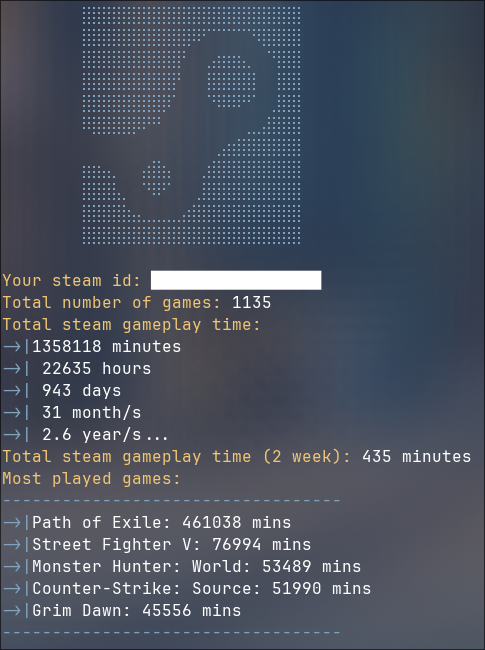 Your steam id:
Total number of games: 1135
Total steam gameplay time:
->|1358118 minutes
->| 22635 hours
->| 943 days
->| 31 month/s
->| 2.6 year/s...
Total steam gameplay time (2 week): 435 minutes
Most played games:
----------------------------------
->|Path of Exile: 461038 mins
->|Street Fighter V: 76994 mins
->|Monster Hunter: World: 53489 mins
->|Counter-Strike: Source: 51990 mins
->|Grim Dawn: 45556 mins
----------------------------------